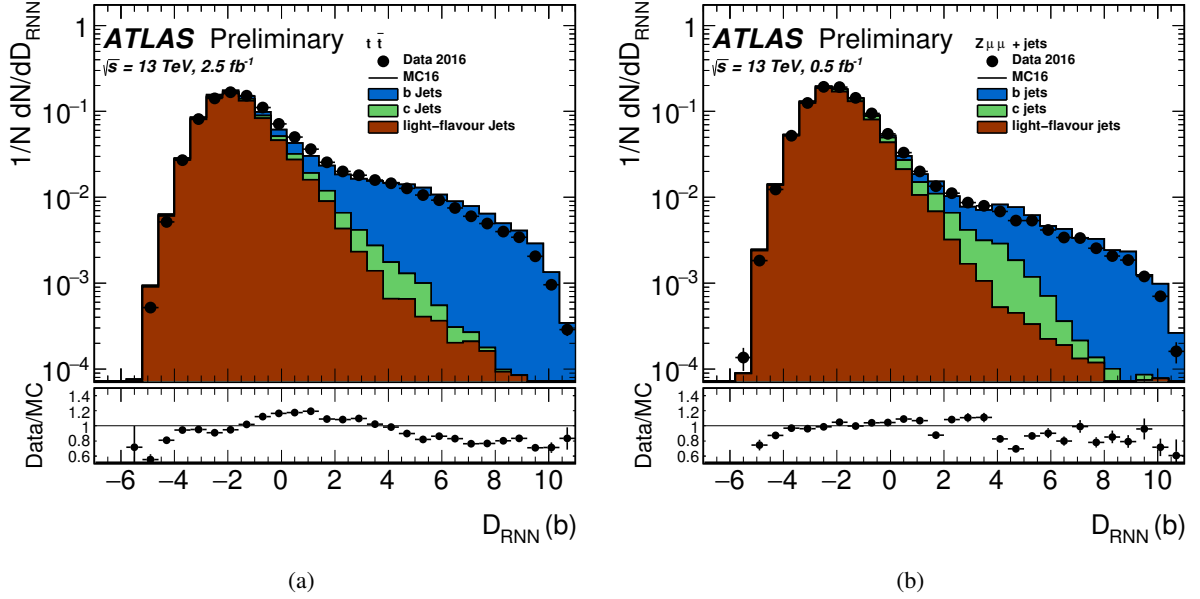 1/N dN/dD_RNN
1
10⁻¹
10⁻²
10⁻³
10⁻⁴
ATLAS Preliminary
√s = 13 TeV, 2.5 fb⁻¹
t t̄
Data 2016
MC16
b Jets
c Jets
light-flavour Jets
Data/MC
1.4
1.2
1
0.8
0.6
−6 −4 −2 0 2 4 6 8 10
D_RNN (b)
(a)
1/N dN/dD_RNN
1
10⁻¹
10⁻²
10⁻³
10⁻⁴
ATLAS Preliminary
√s = 13 TeV, 0.5 fb⁻¹
Z μ μ + jets
Data 2016
MC16
b jets
c jets
light-flavour jets
Data/MC
1.4
1.2
1
0.8
0.6
−6 −4 −2 0 2 4 6 8 10
D_RNN (b)
(b)